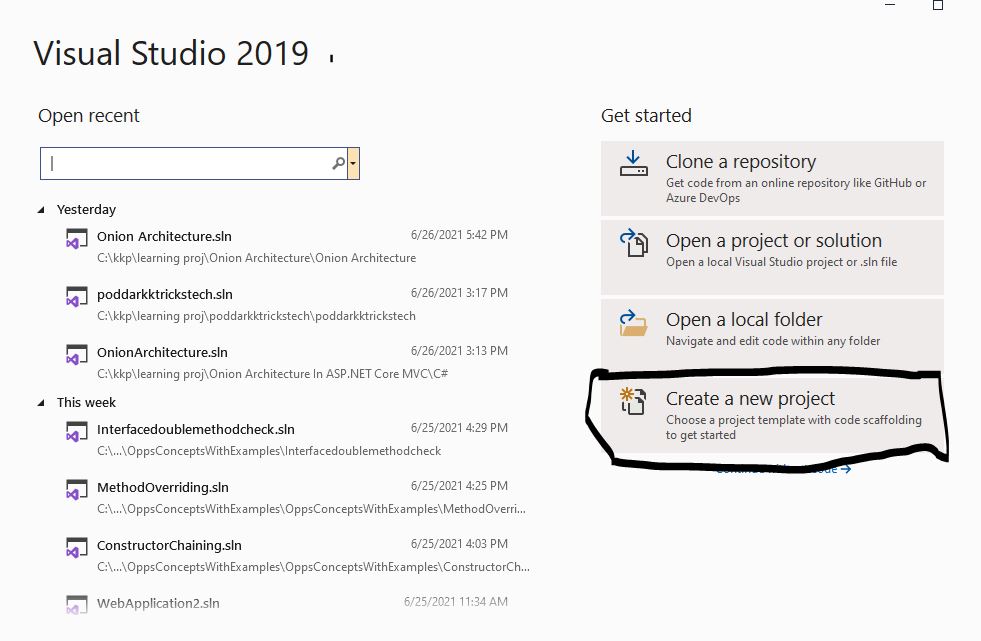 Visual Studio 2019
Open recent
Yesterday
Onion Architecture.sln 6/26/2021 5:42 PM
C:\kkp\learning proj\Onion Architecture\Onion Architecture
poddarkktrickstech.sln 6/26/2021 3:17 PM
C:\kkp\learning proj\poddarkktrickstech\poddarkktrickstech
OnionArchitecture.sln 6/26/2021 3:13 PM
C:\kkp\learning proj\Onion Architecture In ASP.NET Core MVC\C#
This week
Interfacedoublemethodcheck.sln 6/25/2021 4:29 PM
C:\...\OppsConceptsWithExamples\Interfacedoublemethodcheck
MethodOverriding.sln 6/25/2021 4:25 PM
C:\...\OppsConceptsWithExamples\OppsConceptsWithExamples\MethodOverri...
ConstructorChaining.sln 6/25/2021 4:03 PM
C:\...\OppsConceptsWithExamples\OppsConceptsWithExamples\ConstructorCh...
WebApplication2.sln 6/25/2021 11:34 AM
Get started
Clone a repository
Get code from an online repository like GitHub or
Azure DevOps
Open a project or solution
Open a local Visual Studio project or .sln file
Open a local folder
Navigate and edit code within any folder
Create a new project
Choose a project template with code scaffolding
to get started